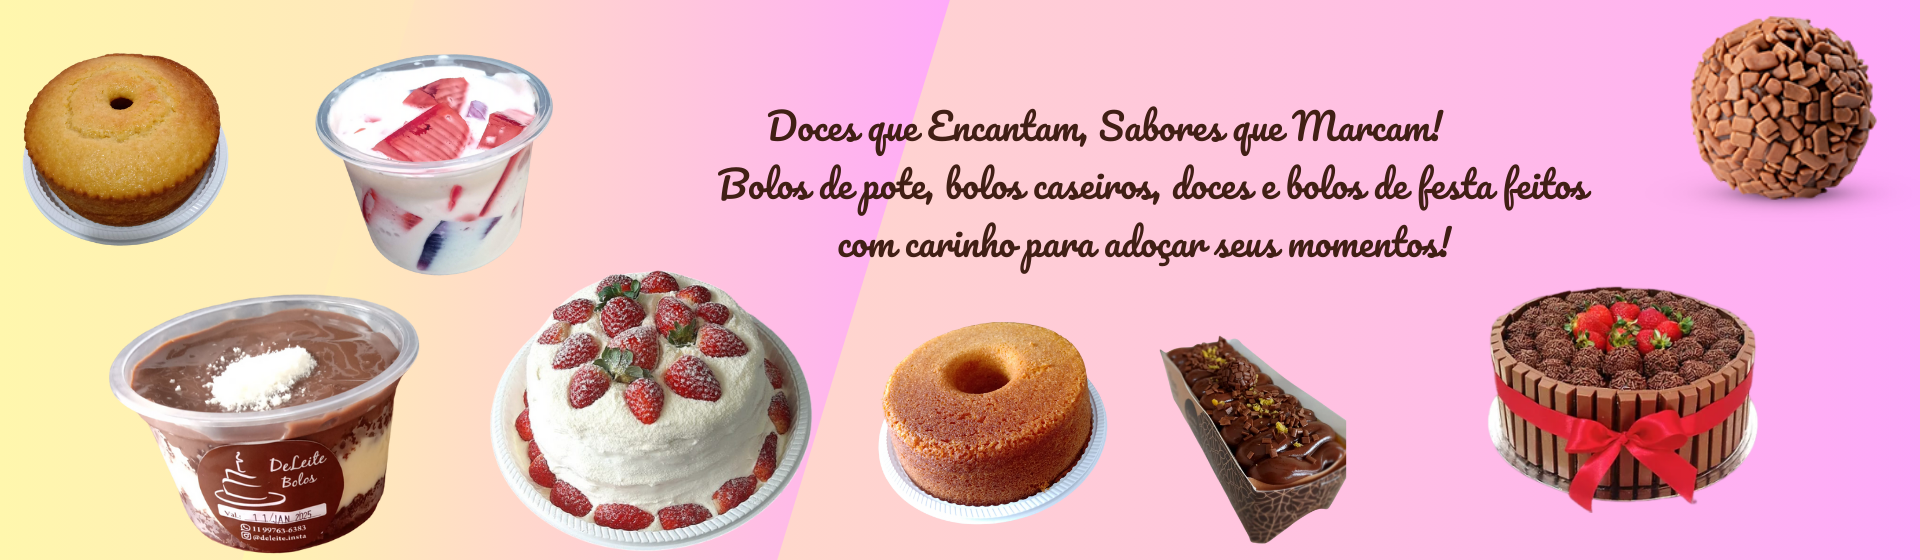 Doces que Encantam, Sabores que Marcam!
Bolos de pote, bolos caseiros, doces e bolos de festa feitos
com carinho para adoçar seus momentos!
DeLeite
Bolos
Val.: 11 JAN 2025
11 99763-6383
@deleite.insta